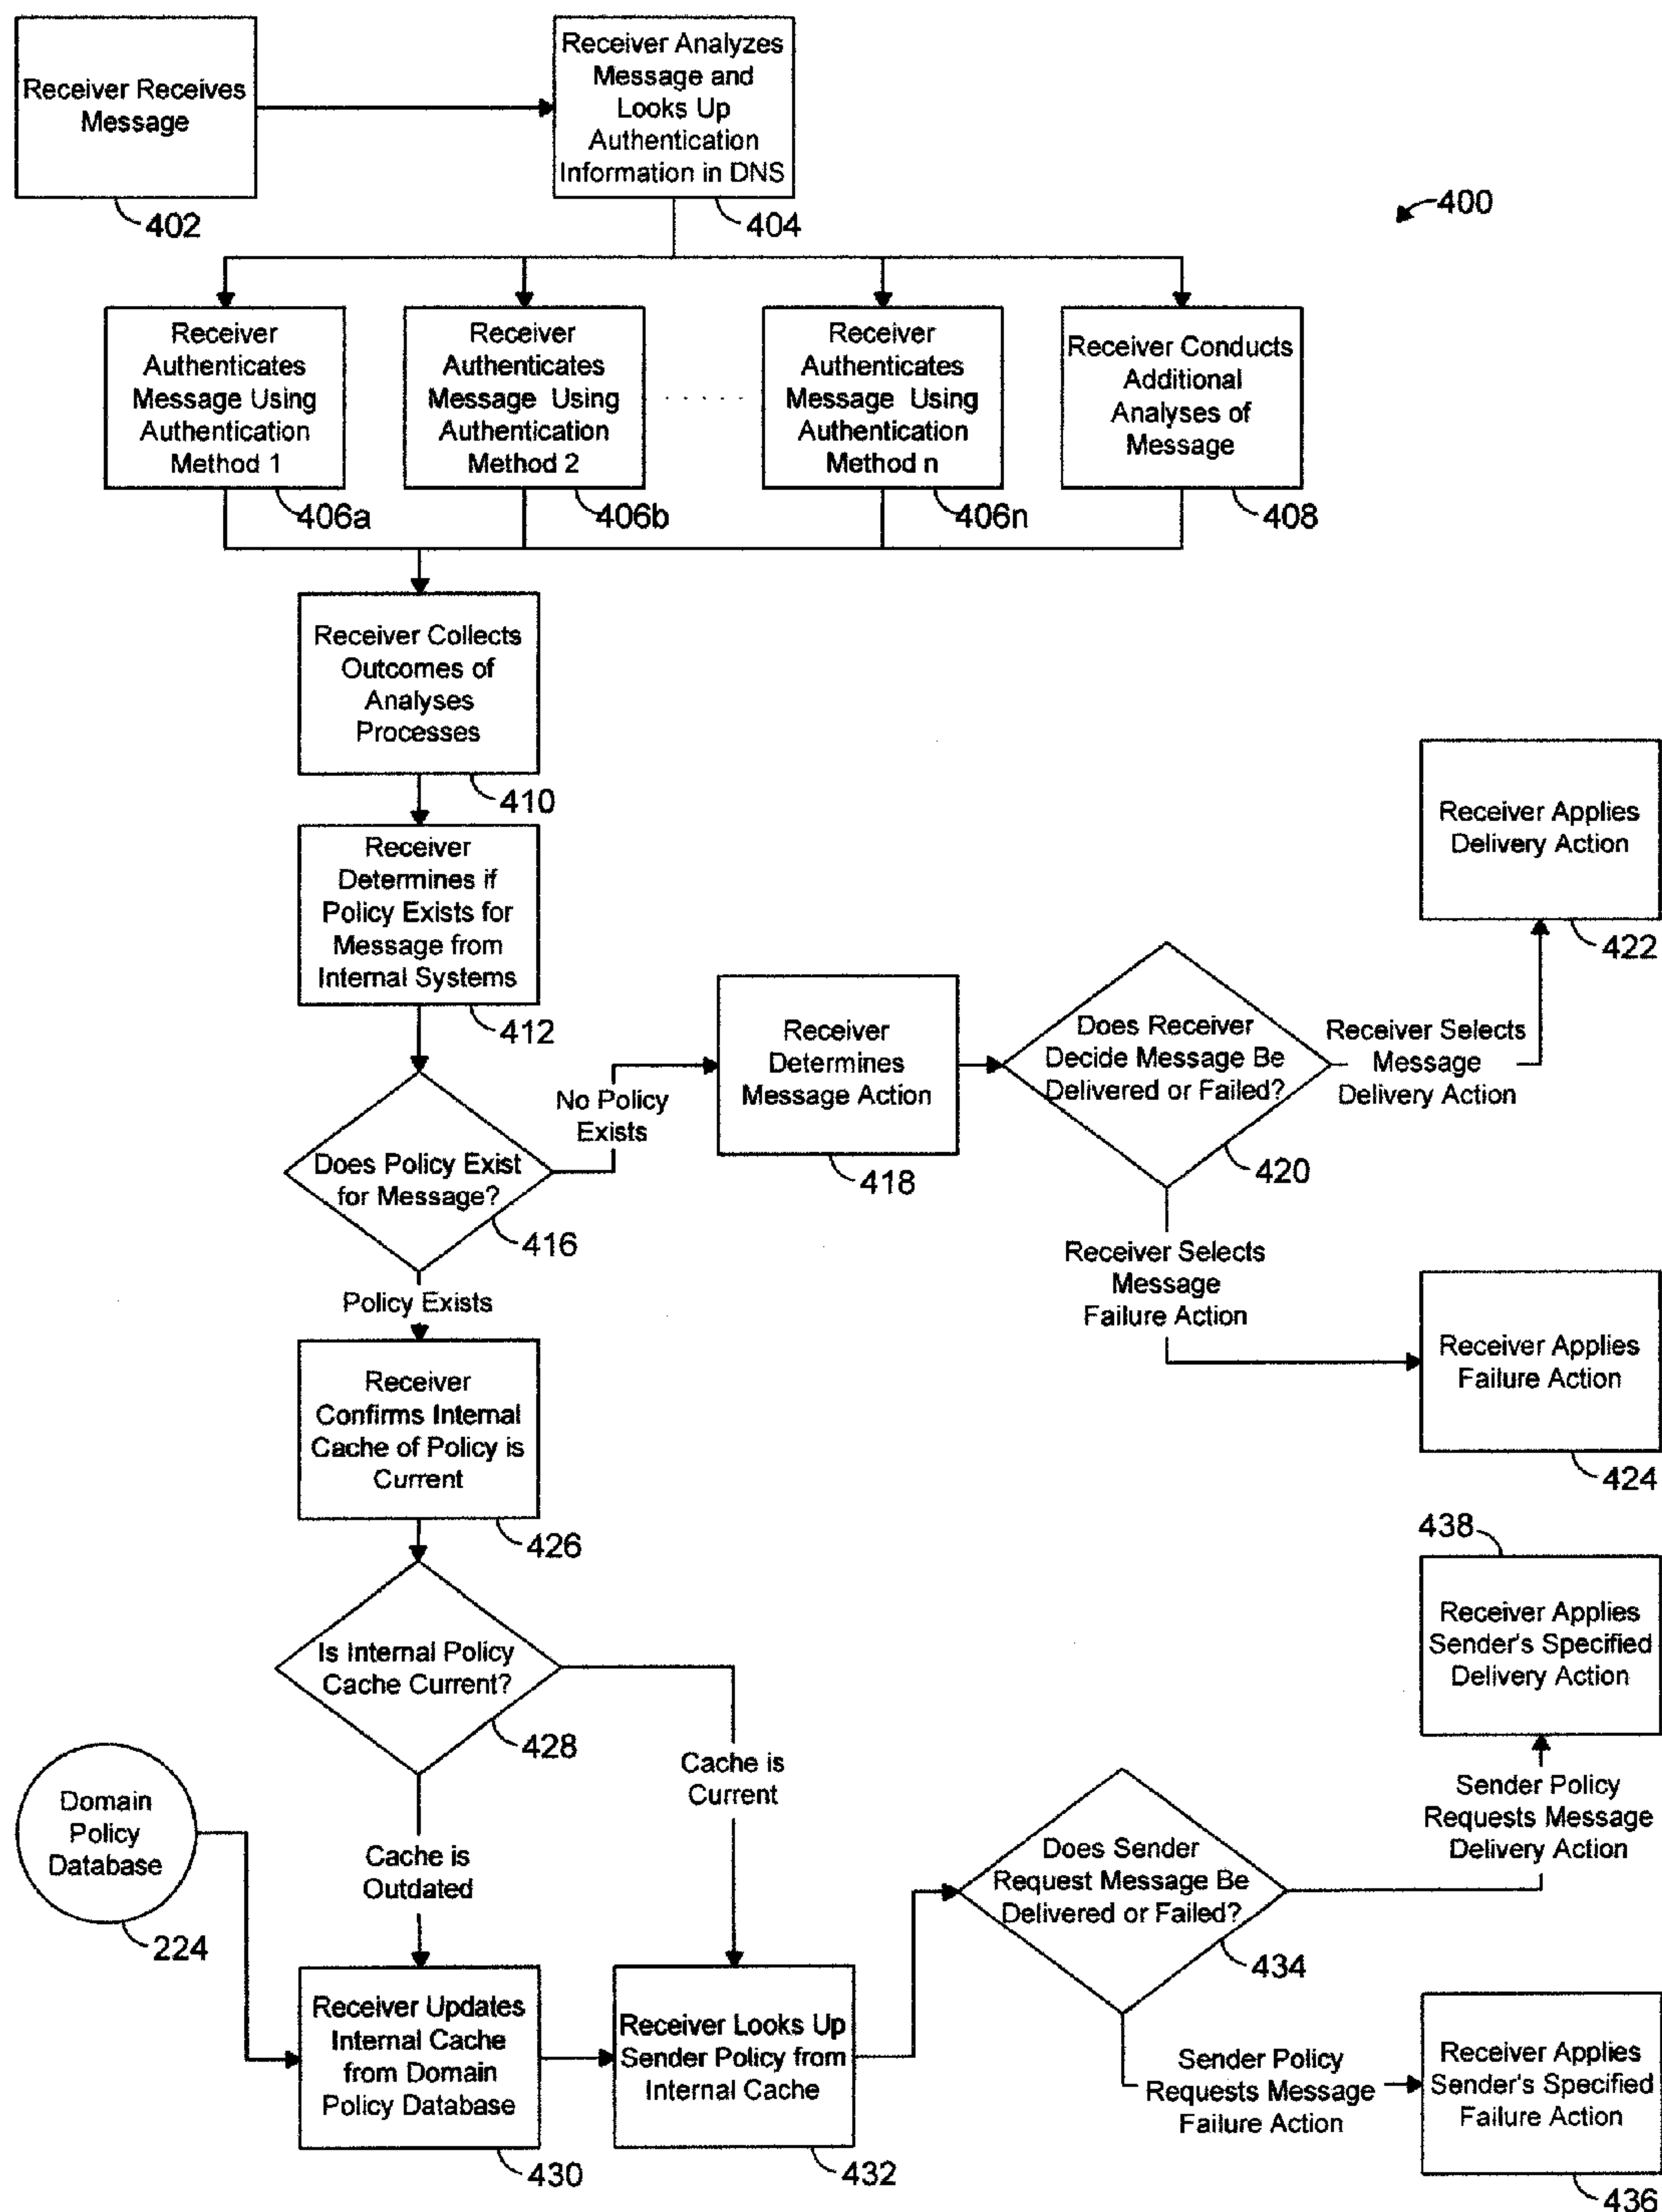 Receiver Receives
Message
402
Receiver Analyzes
Message and
Looks Up
Authentication
Information in DNS
404
400
Receiver
Authenticates
Message Using
Authentication
Method 1
406a
Receiver
Authenticates
Message Using
Authentication
Method 2
406b
. . . . .
Receiver
Authenticates
Message Using
Authentication
Method n
406n
Receiver Conducts
Additional
Analyses of
Message
408
Receiver Collects
Outcomes of
Analyses
Processes
410
Receiver
Determines if
Policy Exists for
Message from
Internal Systems
412
Does Policy Exist
for Message?
416
No Policy
Exists
Receiver
Determines
Message Action
418
Does Receiver
Decide Message Be
Delivered or Failed?
420
Receiver Selects
Message
Delivery Action
Receiver Applies
Delivery Action
422
Receiver Selects
Message
Failure Action
Receiver Applies
Failure Action
424
Policy Exists
Receiver
Confirms Internal
Cache of Policy is
Current
426
Is Internal Policy
Cache Current?
428
Cache is
Outdated
Cache is
Current
Domain
Policy
Database
224
Receiver Updates
Internal Cache
from Domain
Policy Database
430
Receiver Looks Up
Sender Policy from
Internal Cache
432
Does Sender
Request Message Be
Delivered or Failed?
434
438
Receiver Applies
Sender's Specified
Delivery Action
Sender Policy
Requests Message
Delivery Action
Sender Policy
Requests Message
Failure Action
Receiver Applies
Sender's Specified
Failure Action
436